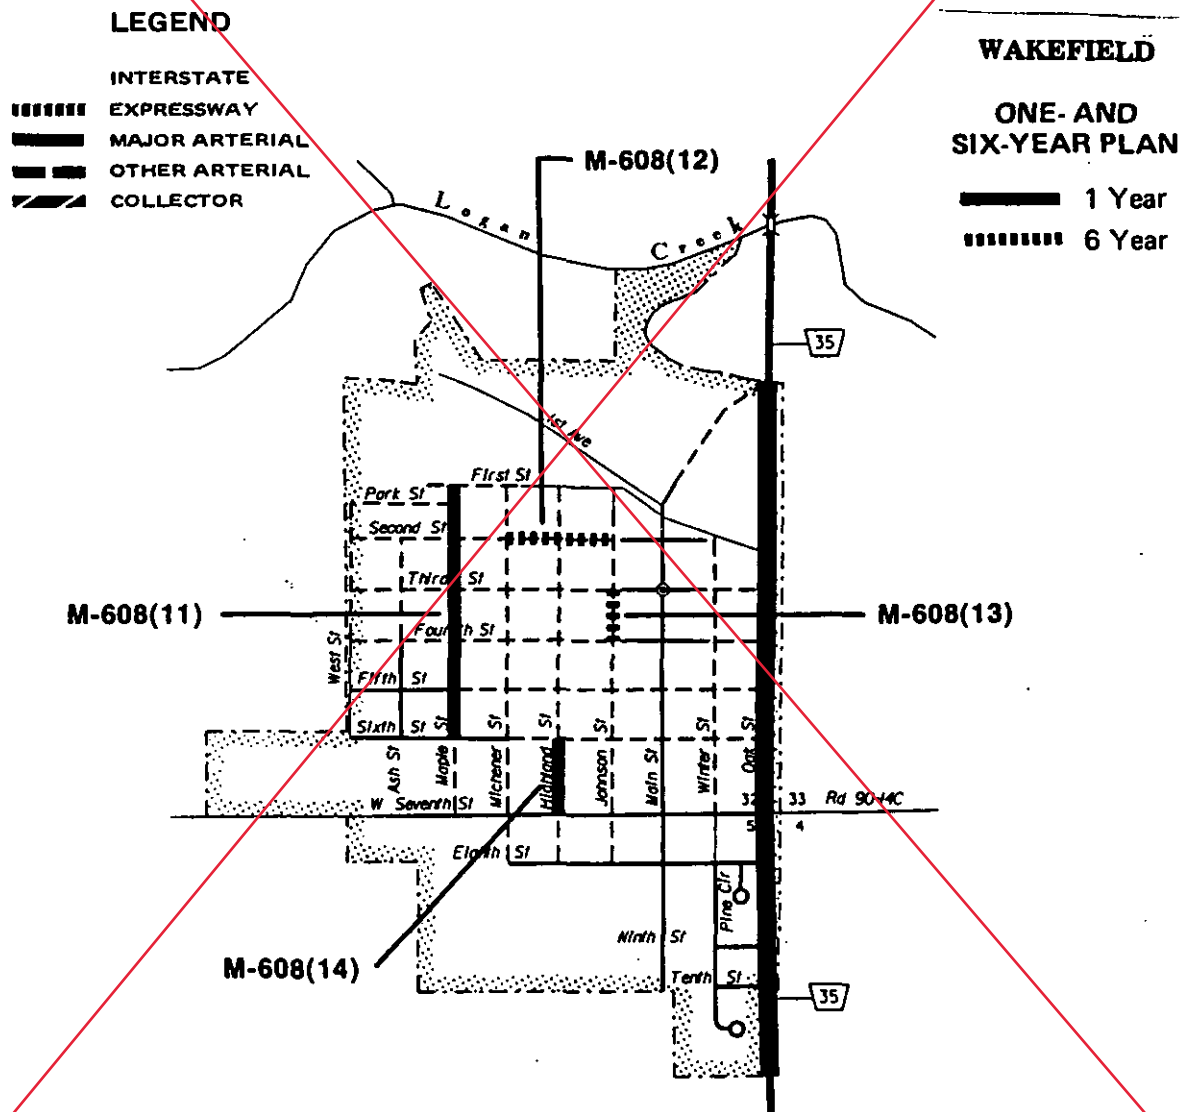 LEGEND
INTERSTATE
EXPRESSWAY
MAJOR ARTERIAL
OTHER ARTERIAL
COLLECTOR
WAKEFIELD
ONE- AND
SIX-YEAR PLAN
1 Year
6 Year
M-608(12)
Logan Creek
35
1st Ave
First St
Park St
Second St
Third St
M-608(11)
M-608(13)
Fourth St
West St
Fifth St
Sixth St
Ash St
Maple St
Michener St
Highland St
Johnson St
Main St
Winter St
Oak St
W Seventh St
32 33 Rd 90-14C
5 4
Eighth St
Pine Cir
Ninth St
M-608(14)
Tenth St
35